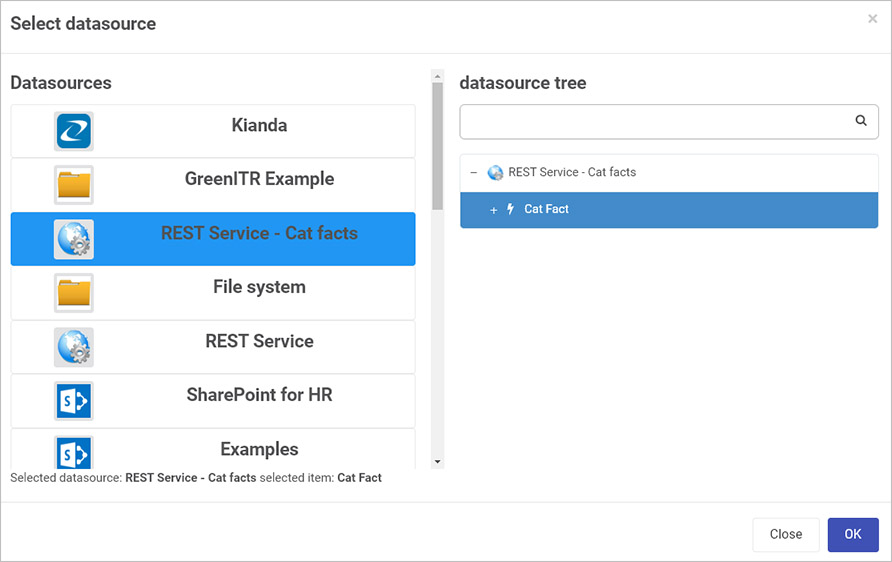 Select datasource
×
Datasources
Kianda
GreenITR Example
REST Service - Cat facts
File system
REST Service
SharePoint for HR
Examples
Selected datasource: REST Service - Cat facts selected item: Cat Fact
datasource tree
− REST Service - Cat facts
+ Cat Fact
Close
OK